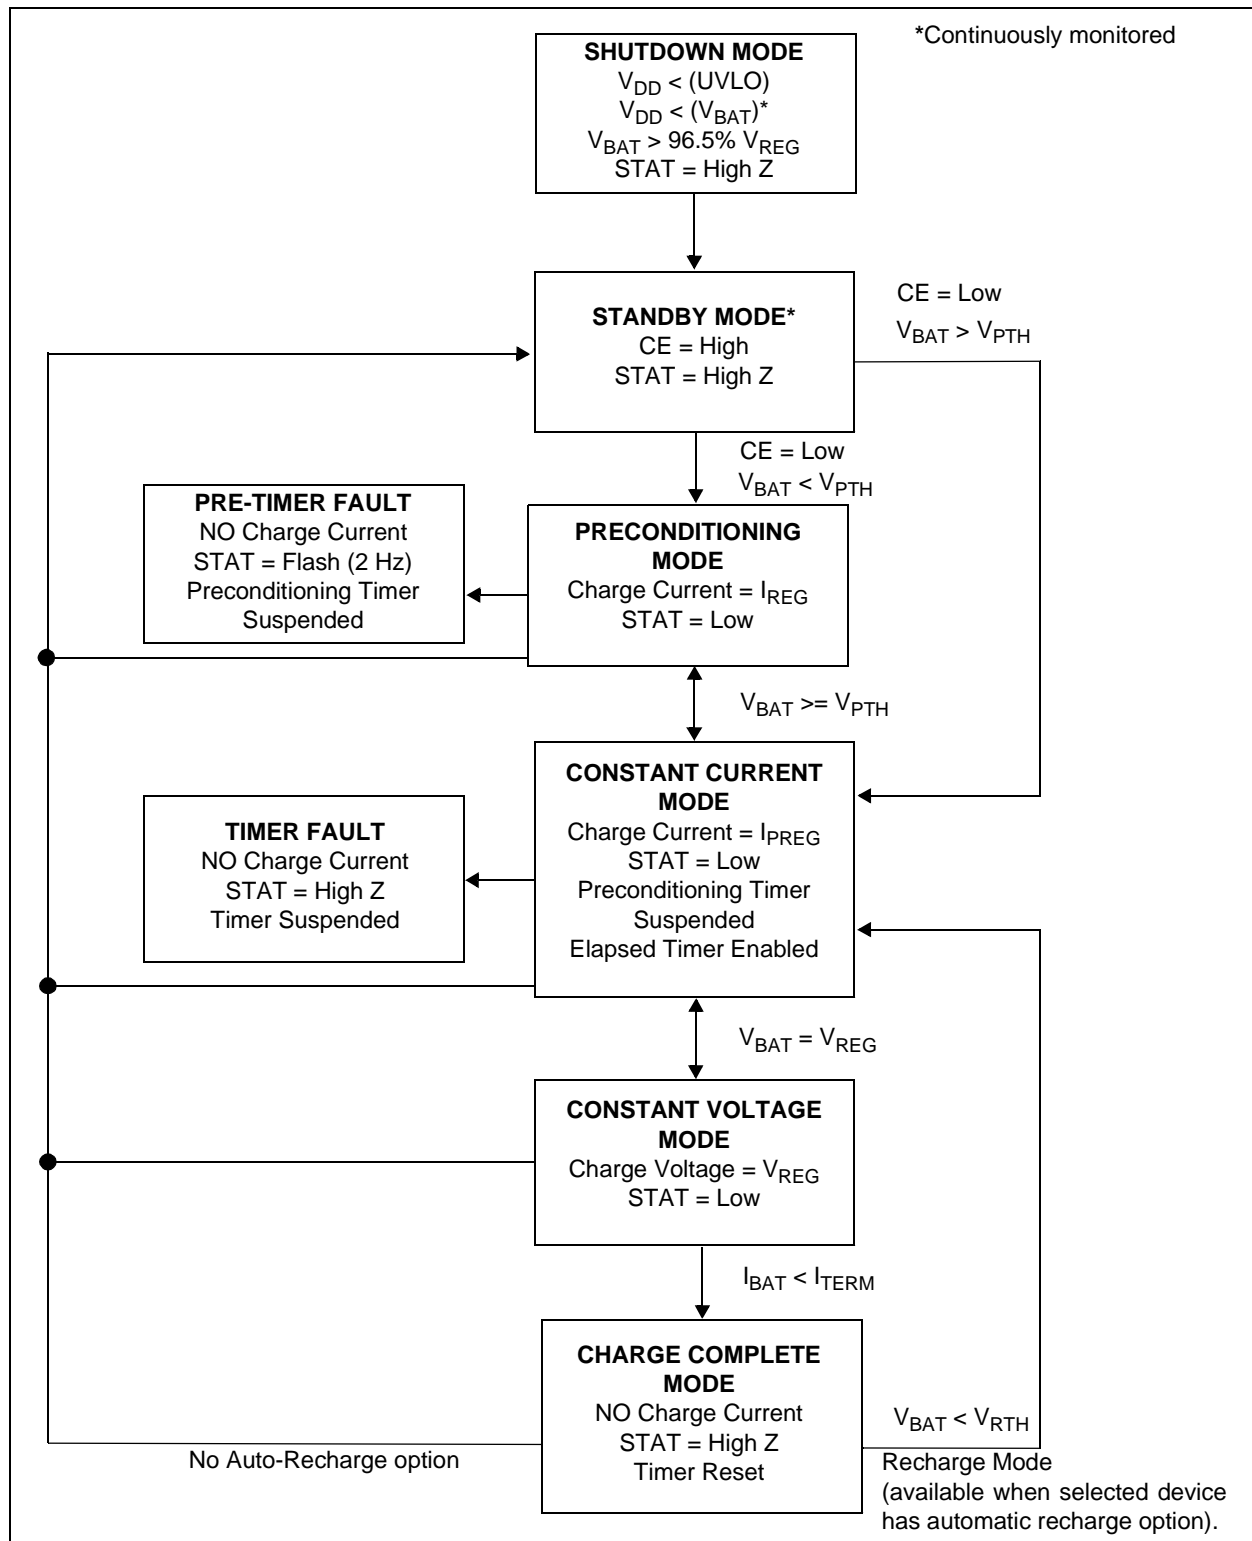 *Continuously monitored
SHUTDOWN MODE
VDD < (UVLO)
VDD < (VBAT)*
VBAT > 96.5% VREG
STAT = High Z
STANDBY MODE*
CE = High
STAT = High Z
CE = Low
VBAT > VPTH
CE = Low
VBAT < VPTH
PRE-TIMER FAULT
NO Charge Current
STAT = Flash (2 Hz)
Preconditioning Timer
Suspended
PRECONDITIONING
MODE
Charge Current = IREG
STAT = Low
VBAT >= VPTH
CONSTANT CURRENT
MODE
Charge Current = IPREG
STAT = Low
Preconditioning Timer
Suspended
Elapsed Timer Enabled
TIMER FAULT
NO Charge Current
STAT = High Z
Timer Suspended
VBAT = VREG
CONSTANT VOLTAGE
MODE
Charge Voltage = VREG
STAT = Low
IBAT < ITERM
CHARGE COMPLETE
MODE
NO Charge Current
STAT = High Z
Timer Reset
No Auto-Recharge option
VBAT < VRTH
Recharge Mode
(available when selected device
has automatic recharge option).